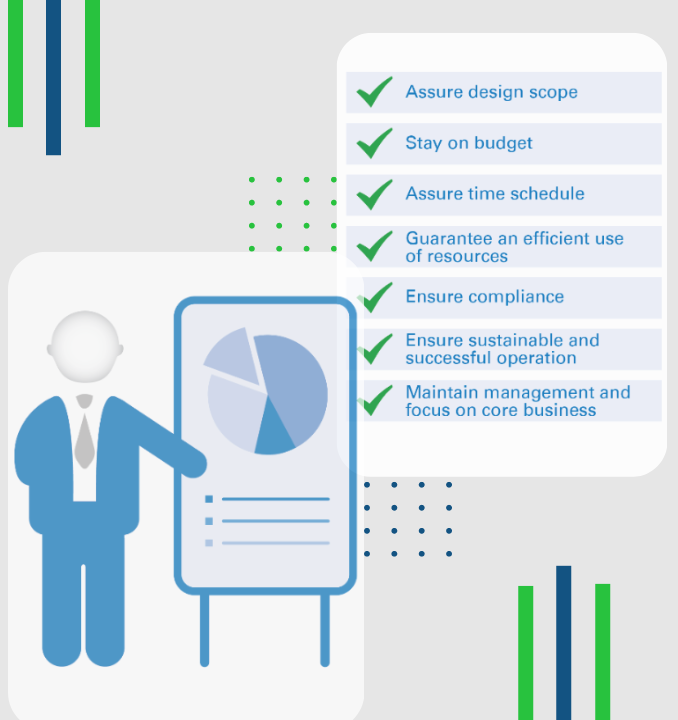 Assure design scope
Stay on budget
Assure time schedule
Guarantee an efficient use
of resources
Ensure compliance
Ensure sustainable and
successful operation
Maintain management and
focus on core business